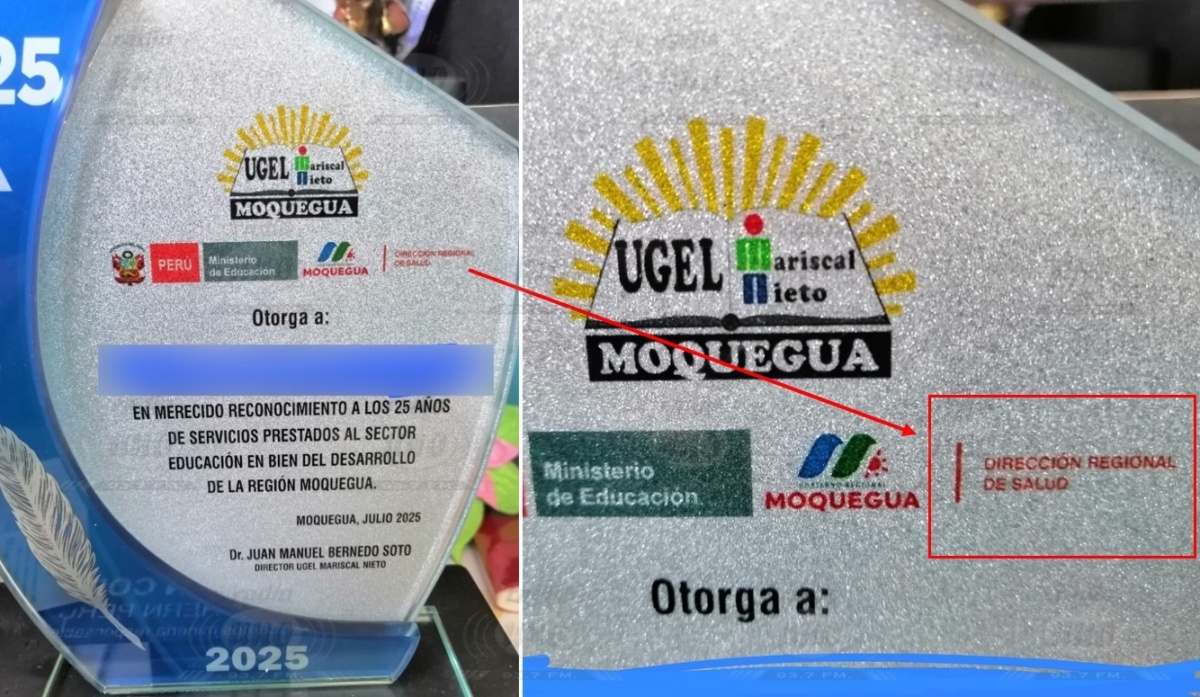 25
A
UGEL Mariscal
Nieto
MOQUEGUA
PERÚ
Ministerio
de Educación
MOQUEGUA
DIRECCIÓN REGIONAL
DE SALUD
Otorga a:
EN MERECIDO RECONOCIMIENTO A LOS 25 AÑOS
DE SERVICIOS PRESTADOS AL SECTOR
EDUCACIÓN EN BIEN DEL DESARROLLO
DE LA REGIÓN MOQUEGUA.
MOQUEGUA, JULIO 2025
Dr. JUAN MANUEL BERNEDO SOTO
DIRECTOR UGEL MARISCAL NIETO
2025
UGEL Mariscal
Nieto
MOQUEGUA
Ministerio
de Educación
GOBIERNO REGIONAL
MOQUEGUA
DIRECCIÓN REGIONAL
DE SALUD
Otorga a:
93.7 FM.